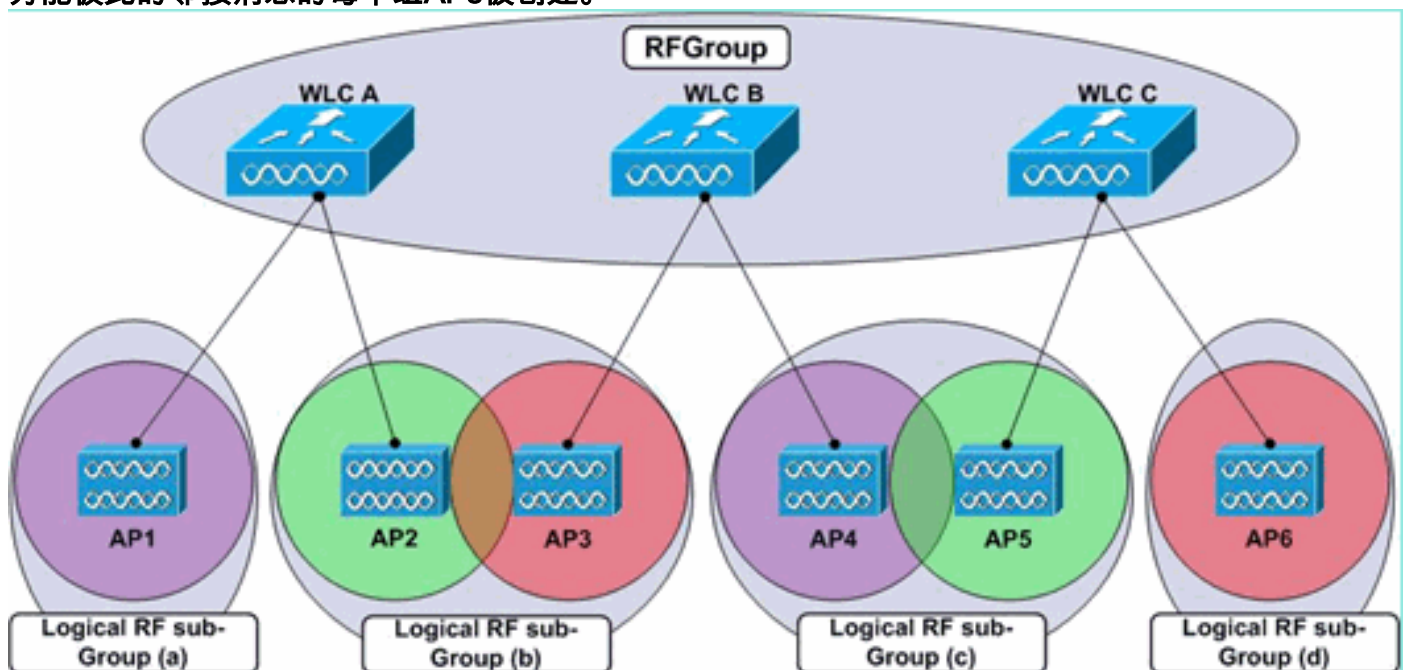 RFGroup
WLC A
WLC B
WLC C
AP1
AP2
AP3
AP4
AP5
AP6
Logical RF sub-
Group (a)
Logical RF sub-
Group (b)
Logical RF sub-
Group (c)
Logical RF sub-
Group (d)